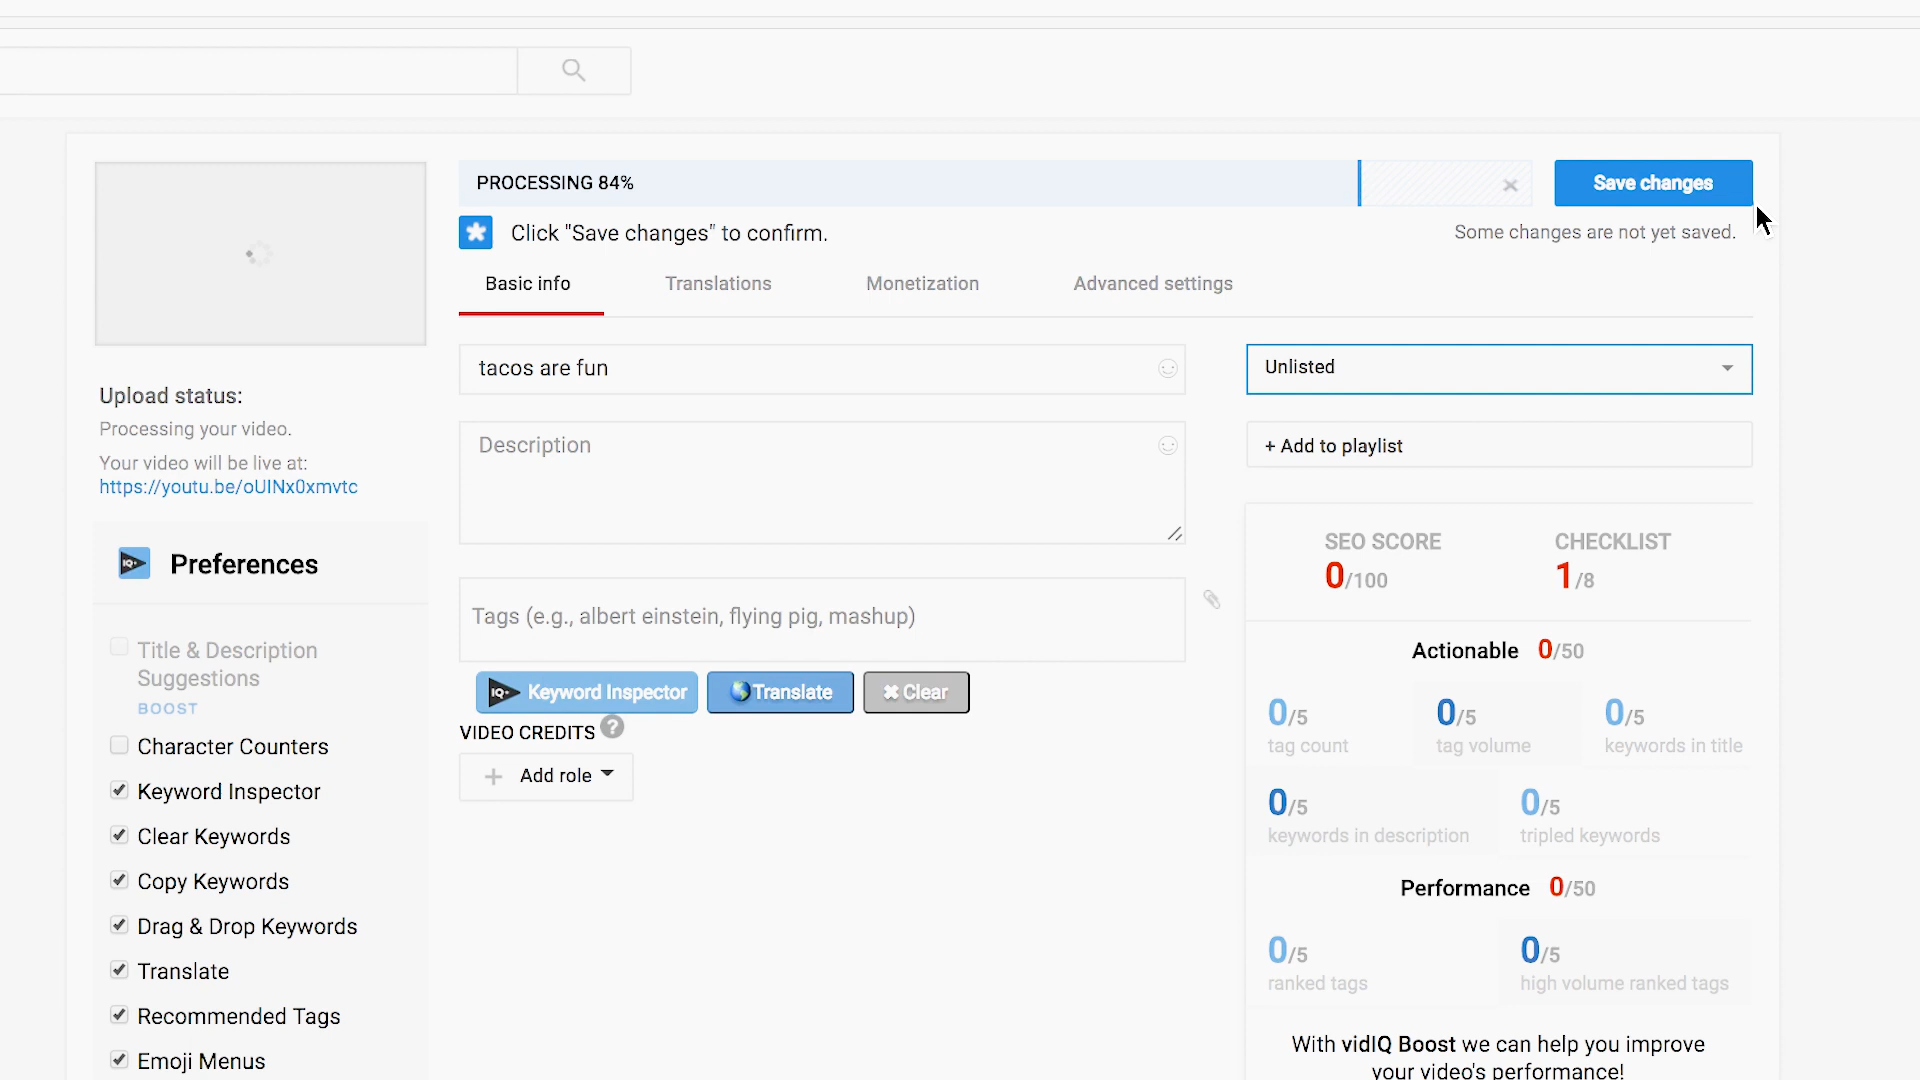 PROCESSING 84%
Save changes
Click "Save changes" to confirm.
Some changes are not yet saved.
Basic info
Translations
Monetization
Advanced settings
tacos are fun
Unlisted
Description
+ Add to playlist
Upload status:
Processing your video.
Your video will be live at:
https://youtu.be/oUINx0xmvtc
Tags (e.g., albert einstein, flying pig, mashup)
IQ Keyword Inspector
Translate
Clear
VIDEO CREDITS ?
+ Add role
IQ Preferences
Title & Description
Suggestions
BOOST
Character Counters
Keyword Inspector
Clear Keywords
Copy Keywords
Drag & Drop Keywords
Translate
Recommended Tags
Emoji Menus
SEO SCORE
0/100
CHECKLIST
1/8
Actionable 0/50
0/5
tag count
0/5
tag volume
0/5
keywords in title
0/5
keywords in description
0/5
tripled keywords
Performance 0/50
0/5
ranked tags
0/5
high volume ranked tags
With vidIQ Boost we can help you improve
your video's performance!